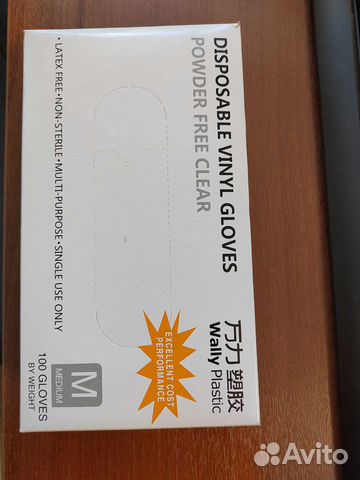 DISPOSABLE VINYL GLOVES
POWDER FREE CLEAR
万力 塑胶
Wally Plastic
EXCELLENT COST
PERFORMANCE
• LATEX FREE • NON-STERILE • MULTI-PURPOSE • SINGLE USE ONLY
M
MEDIUM
100 GLOVES
BY WEIGHT
Avito